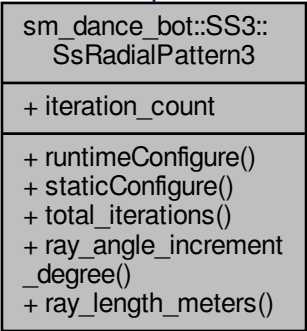 sm_dance_bot::SS3::
SsRadialPattern3
+ iteration_count
+ runtimeConfigure()
+ staticConfigure()
+ total_iterations()
+ ray_angle_increment
_degree()
+ ray_length_meters()